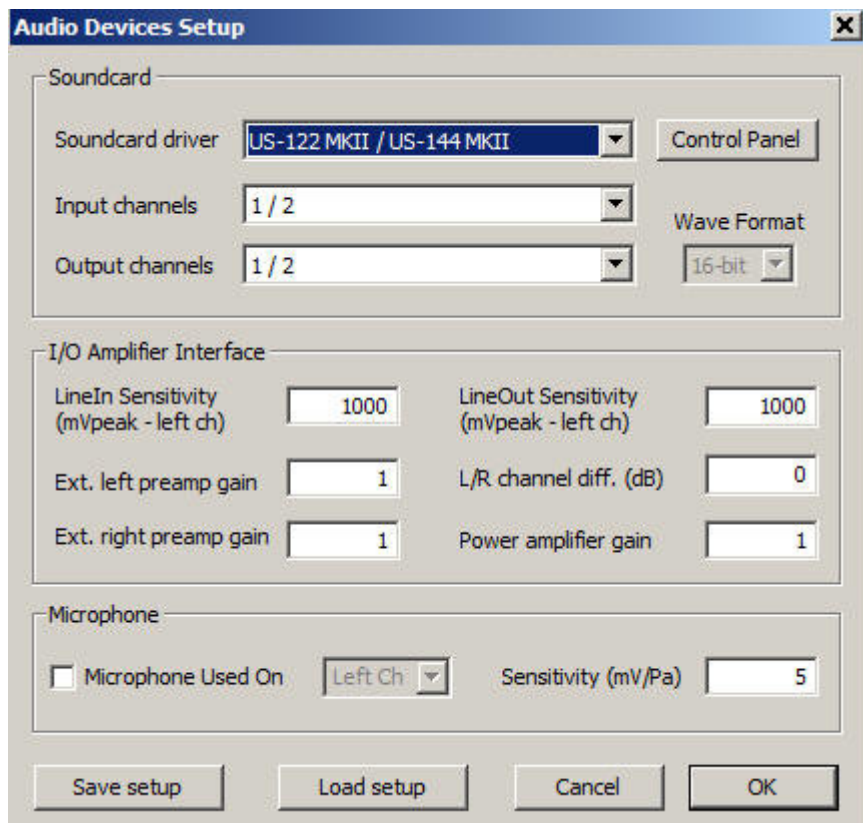 Audio Devices Setup
Soundcard
Soundcard driver US-122 MKII / US-144 MKII Control Panel
Input channels 1 / 2
Wave Format
Output channels 1 / 2 16-bit
I/O Amplifier Interface
LineIn Sensitivity
(mVpeak - left ch) 1000
LineOut Sensitivity
(mVpeak - left ch) 1000
Ext. left preamp gain 1
L/R channel diff. (dB) 0
Ext. right preamp gain 1
Power amplifier gain 1
Microphone
Microphone Used On Left Ch Sensitivity (mV/Pa) 5
Save setup Load setup Cancel OK